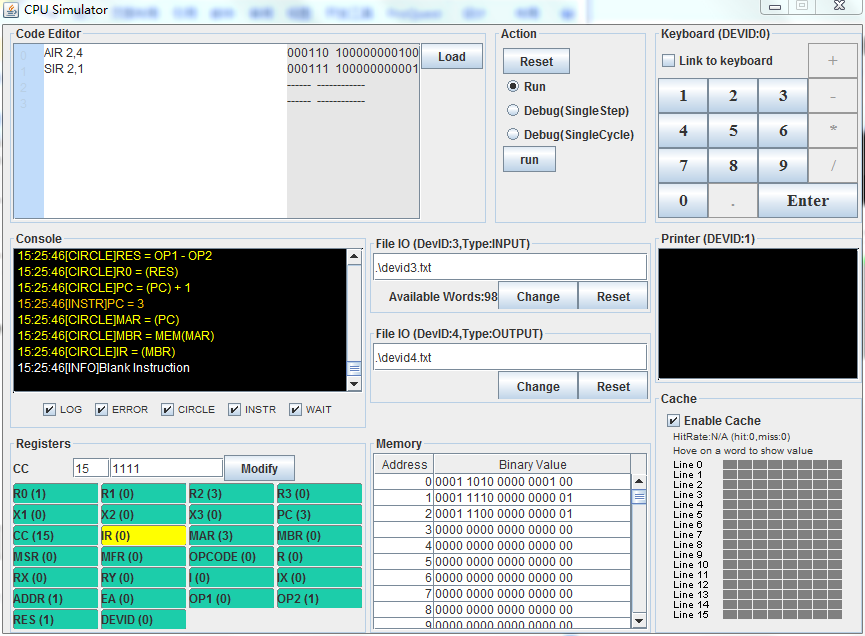 CPU Simulator
Code Editor
AIR 2,4
SIR 2,1
000110 100000000100
000111 100000000001
------ ------------
------ ------------
0
1
2
3
Load
Action
Reset
Run
Debug(SingleStep)
Debug(SingleCycle)
run
Keyboard (DEVID:0)
Link to keyboard
+
1 2 3 -
4 5 6 *
7 8 9 /
0 . Enter
Console
15:25:46[CIRCLE]RES = OP1 - OP2
15:25:46[CIRCLE]R0 = (RES)
15:25:46[CIRCLE]PC = (PC) + 1
15:25:46[INSTR]PC = 3
15:25:46[CIRCLE]MAR = (PC)
15:25:46[CIRCLE]MBR = MEM(MAR)
15:25:46[CIRCLE]IR = (MBR)
15:25:46[INFO]Blank Instruction
LOG ERROR CIRCLE INSTR WAIT
File IO (DevID:3,Type:INPUT)
.\devid3.txt
Available Words:98 Change Reset
File IO (DevID:4,Type:OUTPUT)
.\devid4.txt
Change Reset
Printer (DEVID:1)
Registers
CC 15 1111 Modify
R0 (1) R1 (0) R2 (3) R3 (0)
X1 (0) X2 (0) X3 (0) PC (3)
CC (15) IR (0) MAR (3) MBR (0)
MSR (0) MFR (0) OPCODE (0) R (0)
RX (0) RY (0) I (0) IX (0)
ADDR (1) EA (0) OP1 (0) OP2 (1)
RES (1) DEVID (0)
Memory
Address Binary Value
0 0001 1010 0000 0001 00
1 0001 1110 0000 0000 01
2 0001 1100 0000 0000 01
3 0000 0000 0000 0000 00
4 0000 0000 0000 0000 00
5 0000 0000 0000 0000 00
6 0000 0000 0000 0000 00
7 0000 0000 0000 0000 00
8 0000 0000 0000 0000 00
9 0000 0000 0000 0000 00
Cache
Enable Cache
HitRate:N/A (hit:0,miss:0)
Hove on a word to show value
Line 0
Line 1
Line 2
Line 3
Line 4
Line 5
Line 6
Line 7
Line 8
Line 9
Line 10
Line 11
Line 12
Line 13
Line 14
Line 15